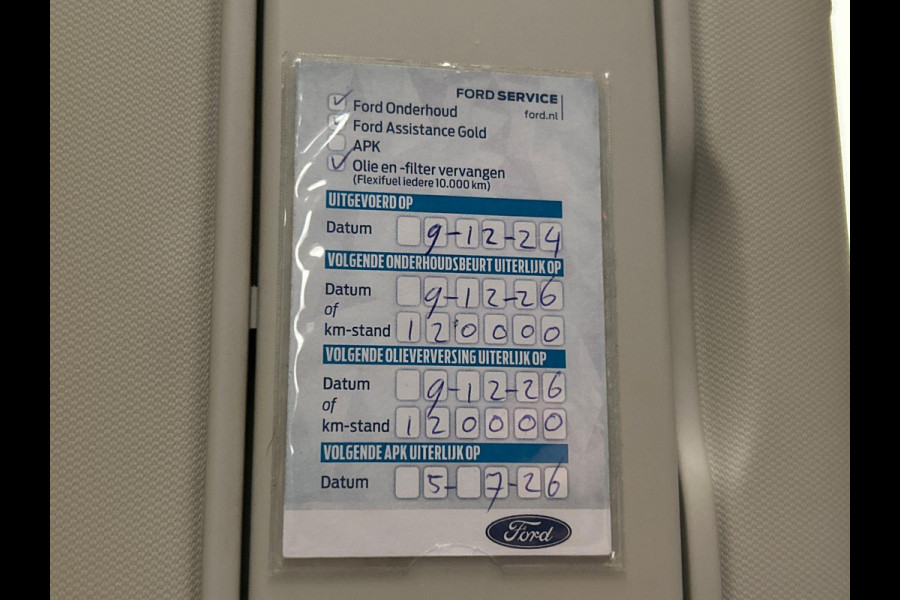 FORD SERVICE
ford.nl
Ford Onderhoud
Ford Assistance Gold
APK
Olie en -filter vervangen
(Flexifuel iedere 10.000 km)
UITGEVOERD OP
Datum 9-12-24
VOLGENDE ONDERHOUDSBEURT UITERLIJK OP
Datum 9-12-26
of
km-stand 120000
VOLGENDE OLIEVERVERSING UITERLIJK OP
Datum 9-12-26
of
km-stand 120000
VOLGENDE APK UITERLIJK OP
Datum 5-7-26
Ford